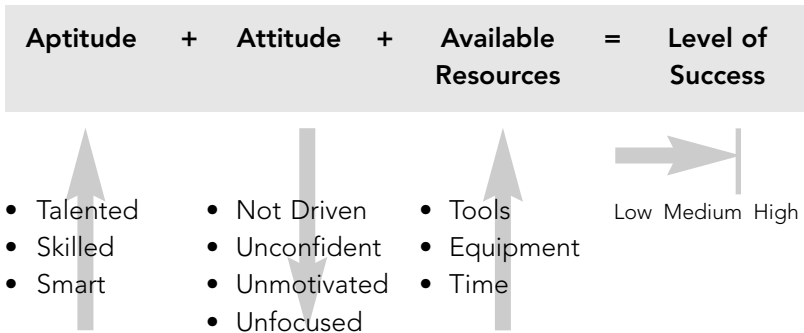 Aptitude + Attitude + Available Resources = Level of Success
• Talented
• Skilled
• Smart
• Not Driven
• Unconfident
• Unmotivated
• Unfocused
• Tools
• Equipment
• Time
Low Medium High